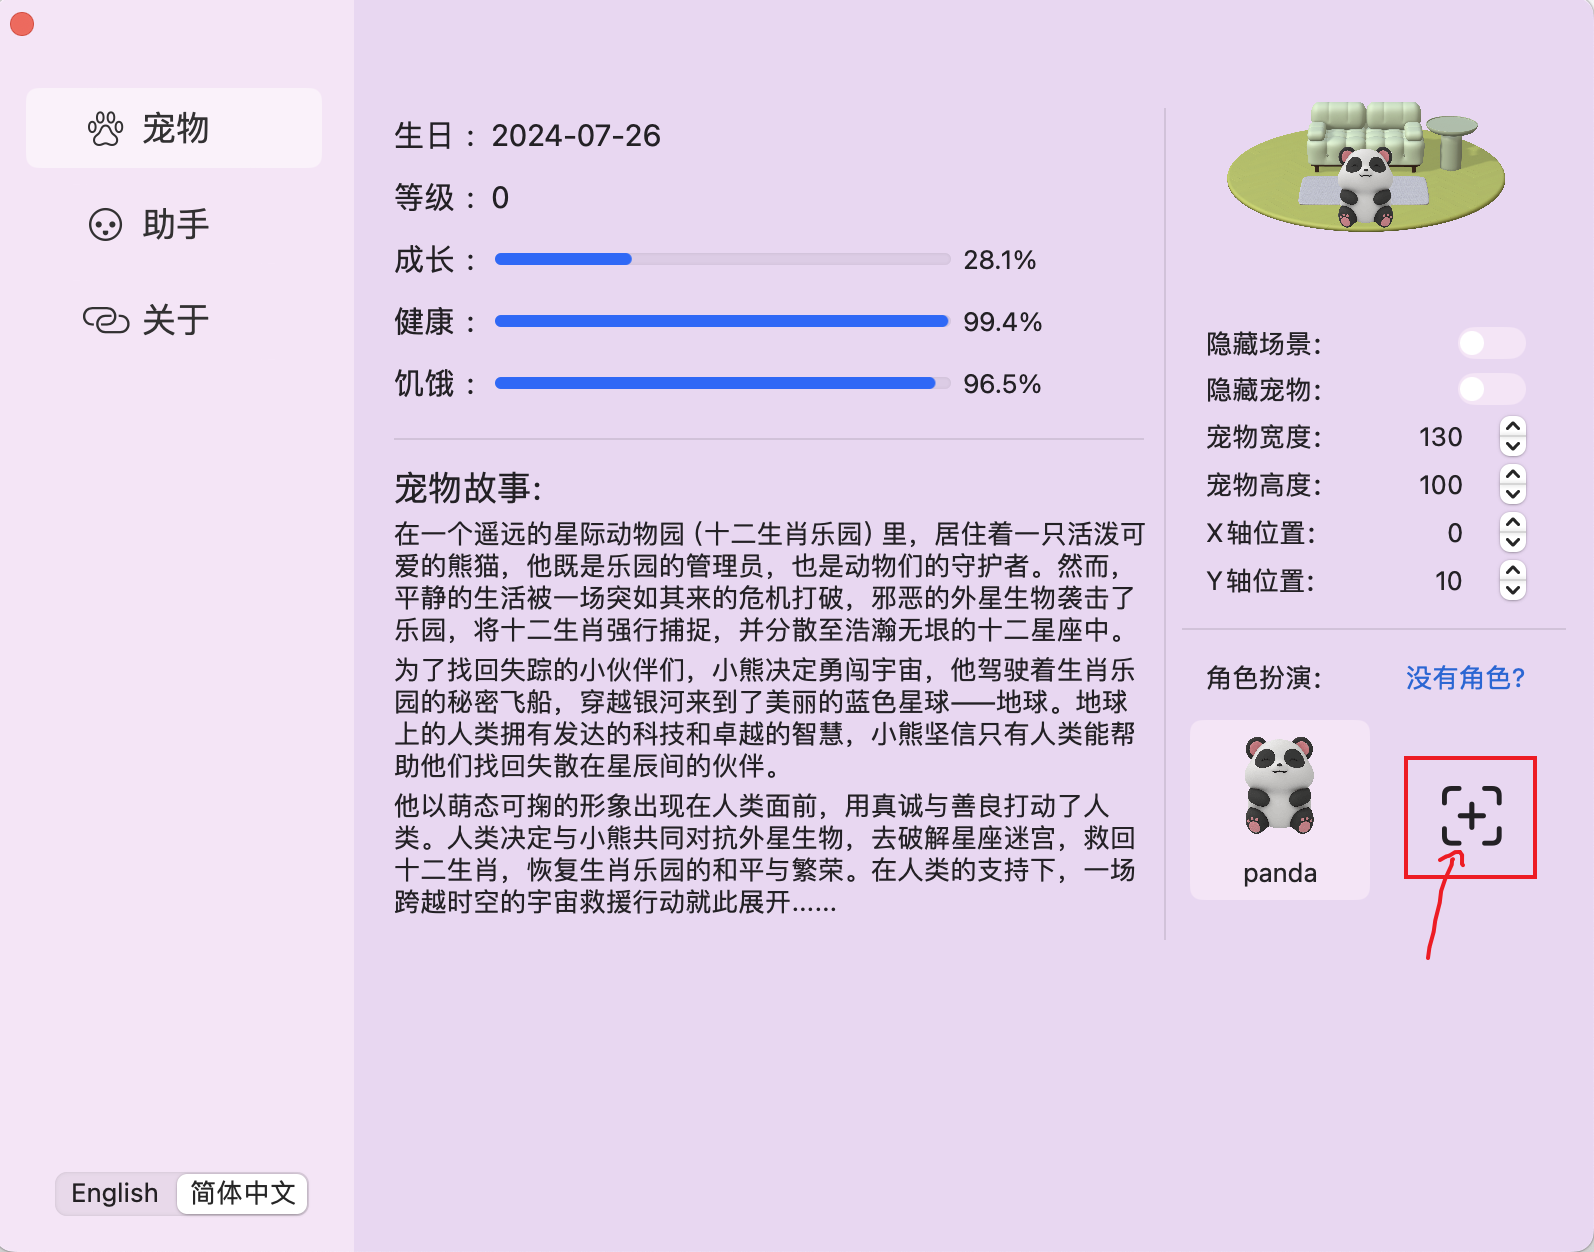 宠物
助手
关于
English
简体中文
生日：2024-07-26
等级：0
成长：28.1%
健康：99.4%
饥饿：96.5%
宠物故事:
在一个遥远的星际动物园（十二生肖乐园）里，居住着一只活泼可
爱的熊猫，他既是乐园的管理员，也是动物们的守护者。然而，
平静的生活被一场突如其来的危机打破，邪恶的外星生物袭击了
乐园，将十二生肖强行捕捉，并分散至浩瀚无垠的十二星座中。
为了找回失踪的小伙伴们，小熊决定勇闯宇宙，他驾驶着生肖乐
园的秘密飞船，穿越银河来到了美丽的蓝色星球——地球。地球
上的人类拥有发达的科技和卓越的智慧，小熊坚信只有人类能帮
助他们找回失散在星辰间的伙伴。
他以萌态可掬的形象出现在人类面前，用真诚与善良打动了人
类。人类决定与小熊共同对抗外星生物，去破解星座迷宫，救回
十二生肖，恢复生肖乐园的和平与繁荣。在人类的支持下，一场
跨越时空的宇宙救援行动就此展开......
隐藏场景:
隐藏宠物:
宠物宽度: 130
宠物高度: 100
X轴位置: 0
Y轴位置: 10
角色扮演: 没有角色?
panda